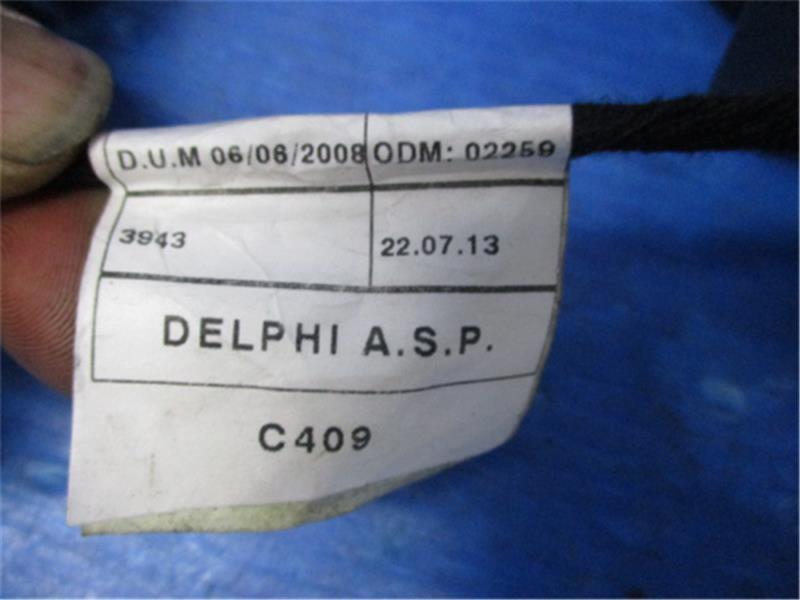 D.U.M 06/06/2008 ODM: 02259
3943 22.07.13
DELPHI A.S.P.
C409